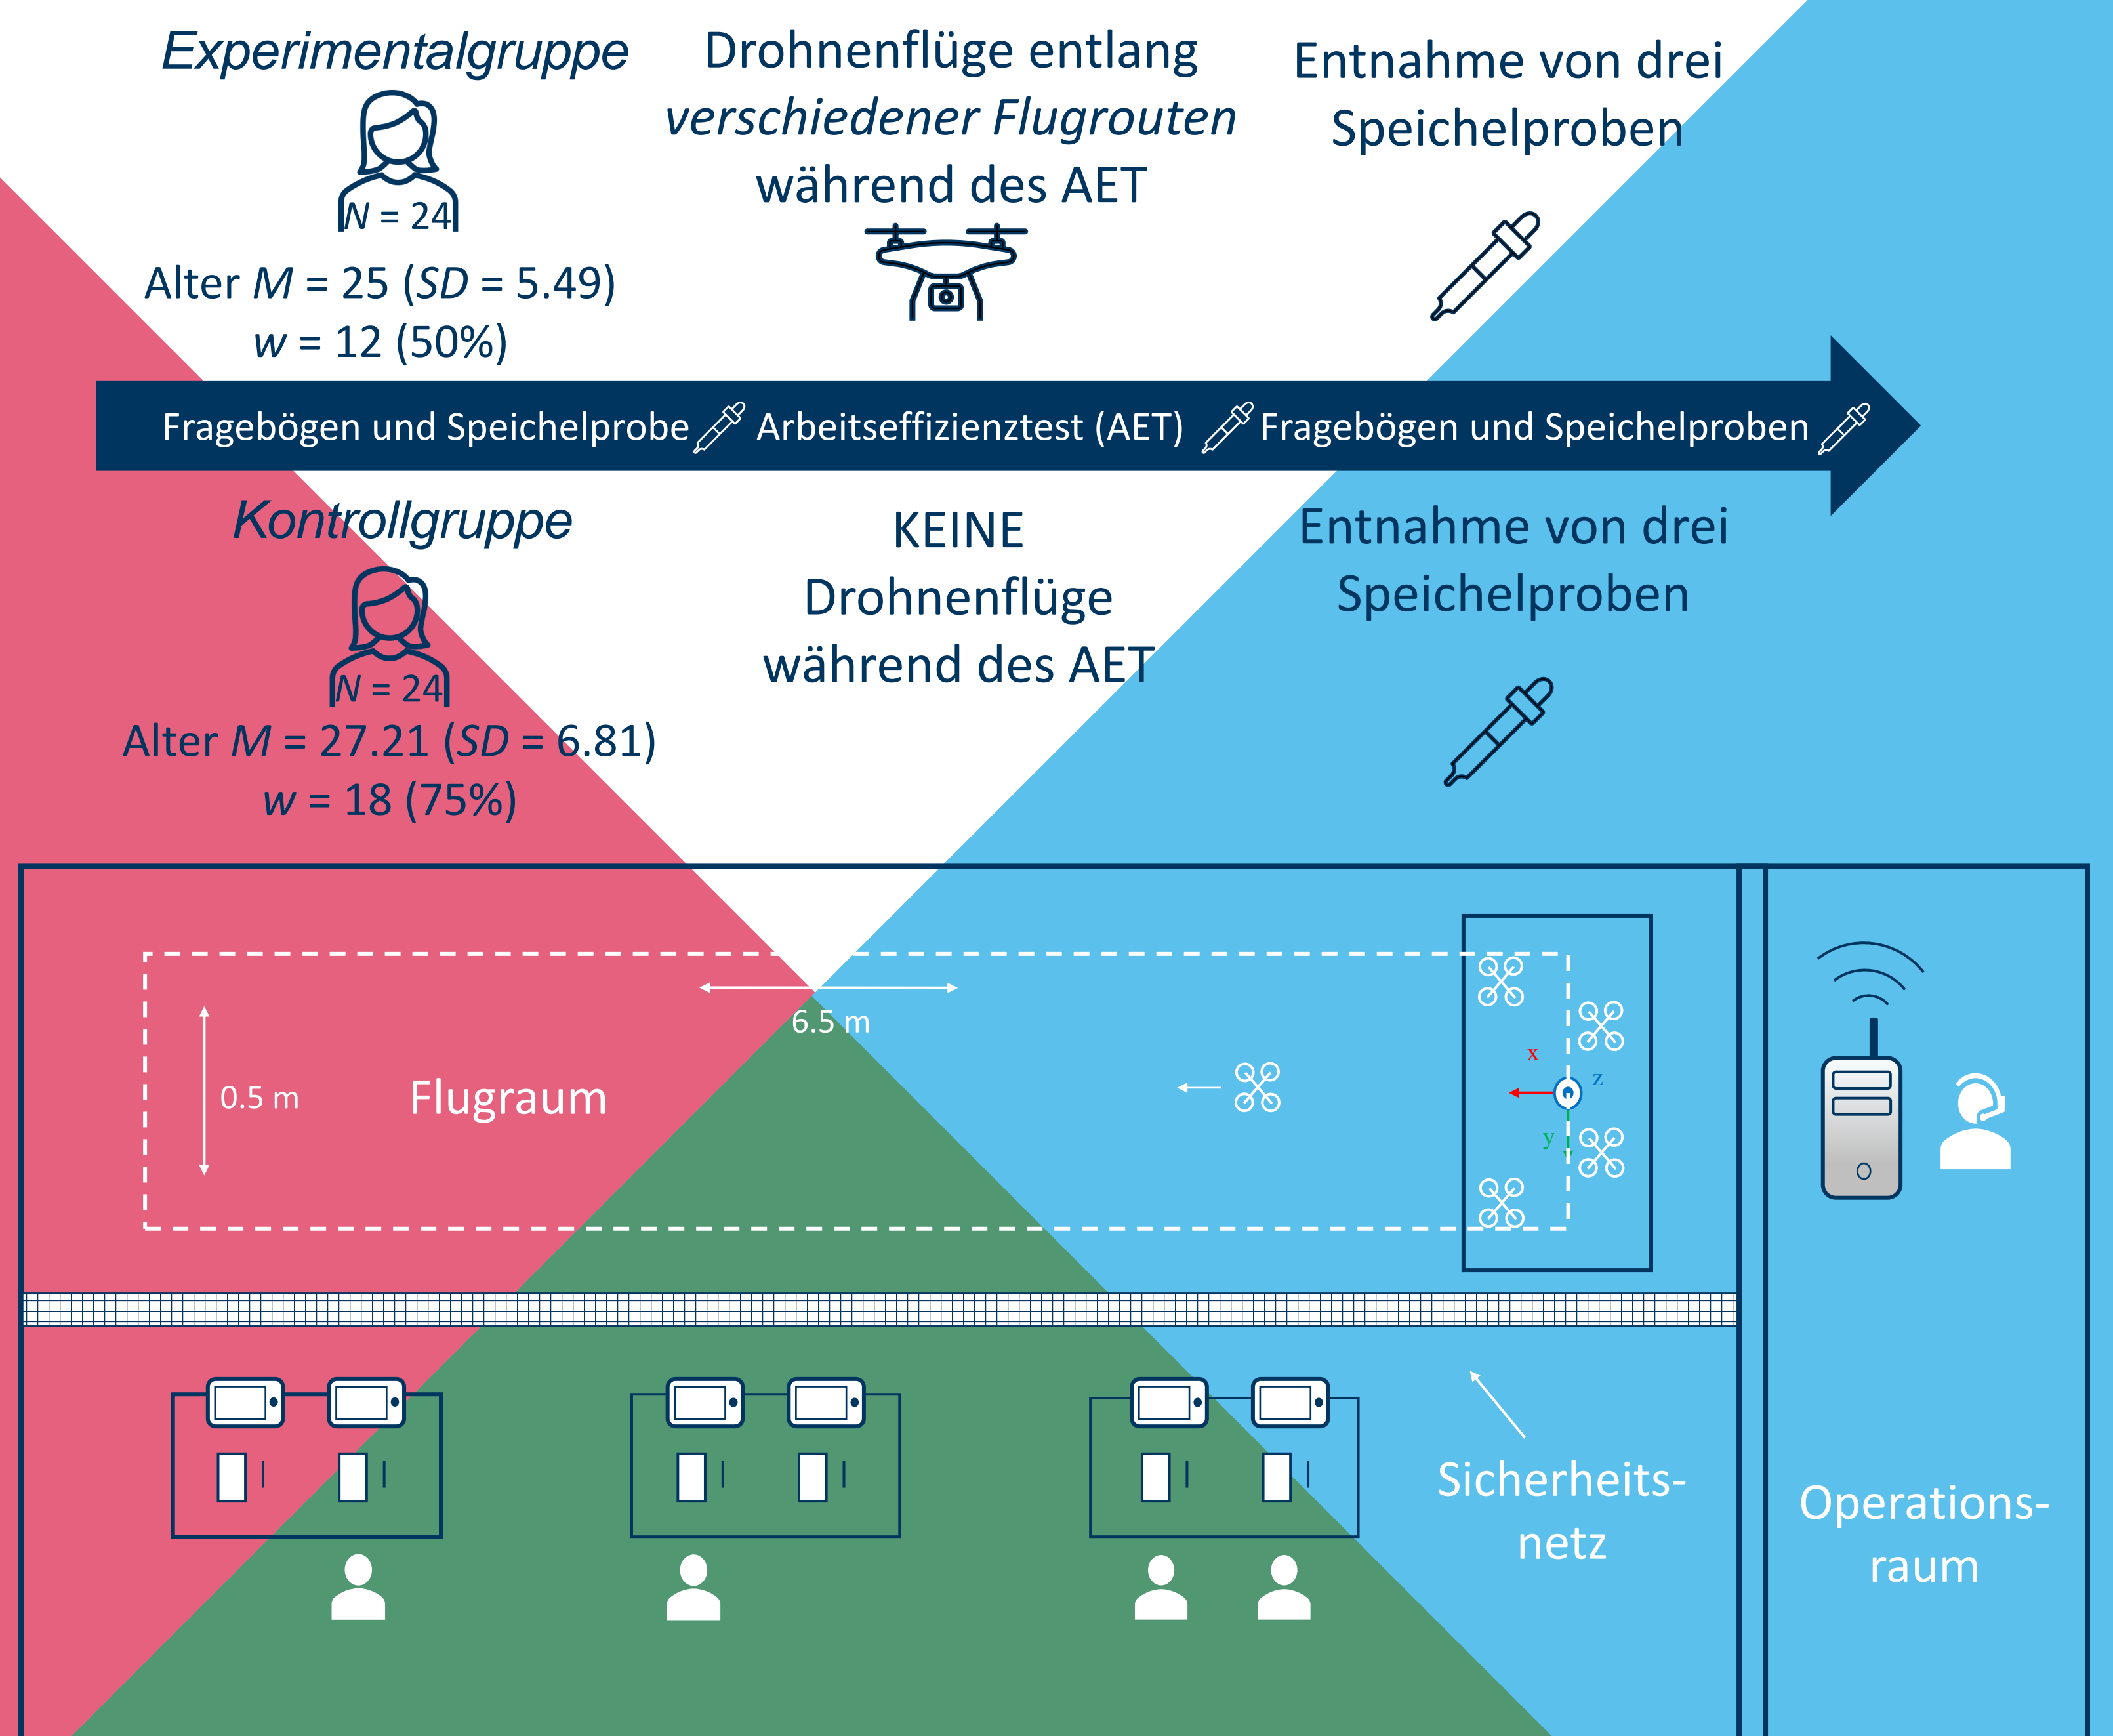 Experimentalgruppe
N = 24
Alter M = 25 (SD = 5.49)
w = 12 (50%)
Drohnenflüge entlang
verschiedener Flugrouten
während des AET
Entnahme von drei
Speichelproben
Fragebögen und Speichelprobe
Arbeitseffizienztest (AET)
Fragebögen und Speichelproben
Kontrollgruppe
N = 24
Alter M = 27.21 (SD = 6.81)
w = 18 (75%)
KEINE
Drohnenflüge
während des AET
Entnahme von drei
Speichelproben
6.5 m
0.5 m
Flugraum
x
z
y
Sicherheits-
netz
Operations-
raum